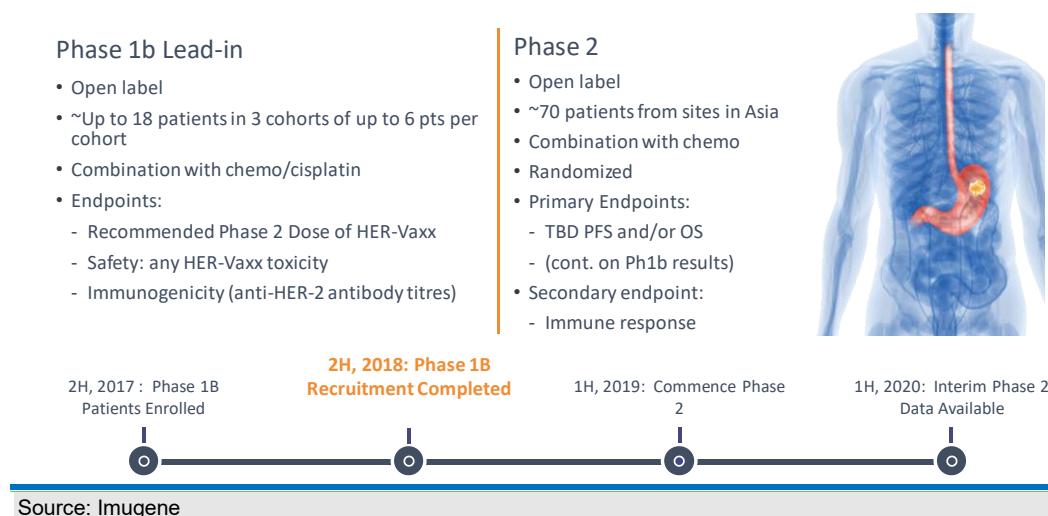 Phase 1b Lead-in
• Open label
• ~Up to 18 patients in 3 cohorts of up to 6 pts per
cohort
• Combination with chemo/cisplatin
• Endpoints:
- Recommended Phase 2 Dose of HER-Vaxx
- Safety: any HER-Vaxx toxicity
- Immunogenicity (anti-HER-2 antibody titres)
Phase 2
• Open label
• ~70 patients from sites in Asia
• Combination with chemo
• Randomized
• Primary Endpoints:
- TBD PFS and/or OS
- (cont. on Ph1b results)
• Secondary endpoint:
- Immune response
2H, 2017 : Phase 1B
Patients Enrolled
2H, 2018: Phase 1B
Recruitment Completed
1H, 2019: Commence Phase
2
1H, 2020: Interim Phase 2
Data Available
Source: Imugene